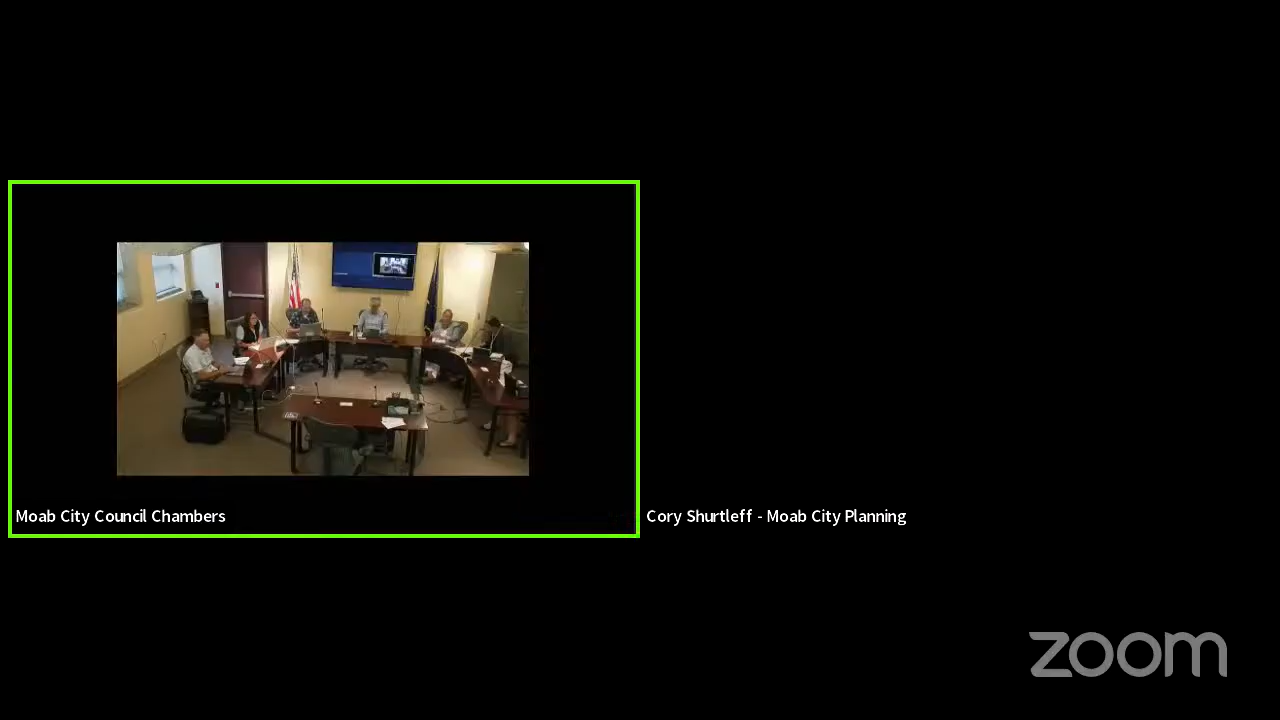 Moab City Council Chambers
Cory Shurtleff - Moab City Planning
zoom